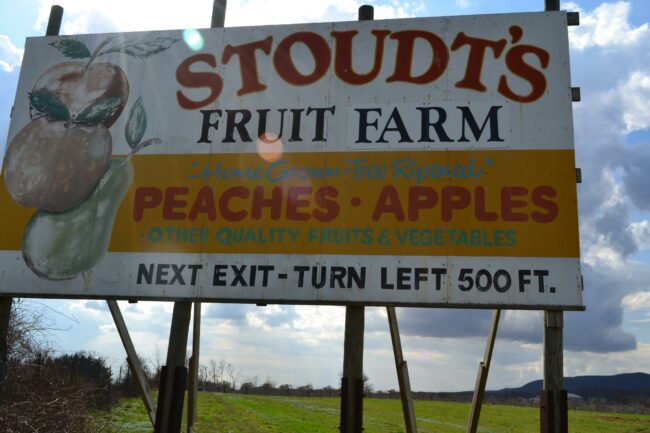 STOUDT'S
FRUIT FARM
"Home Grown-Tree Ripened"
PEACHES • APPLES
•OTHER QUALITY FRUITS & VEGETABLES
NEXT EXIT-TURN LEFT 500 FT.